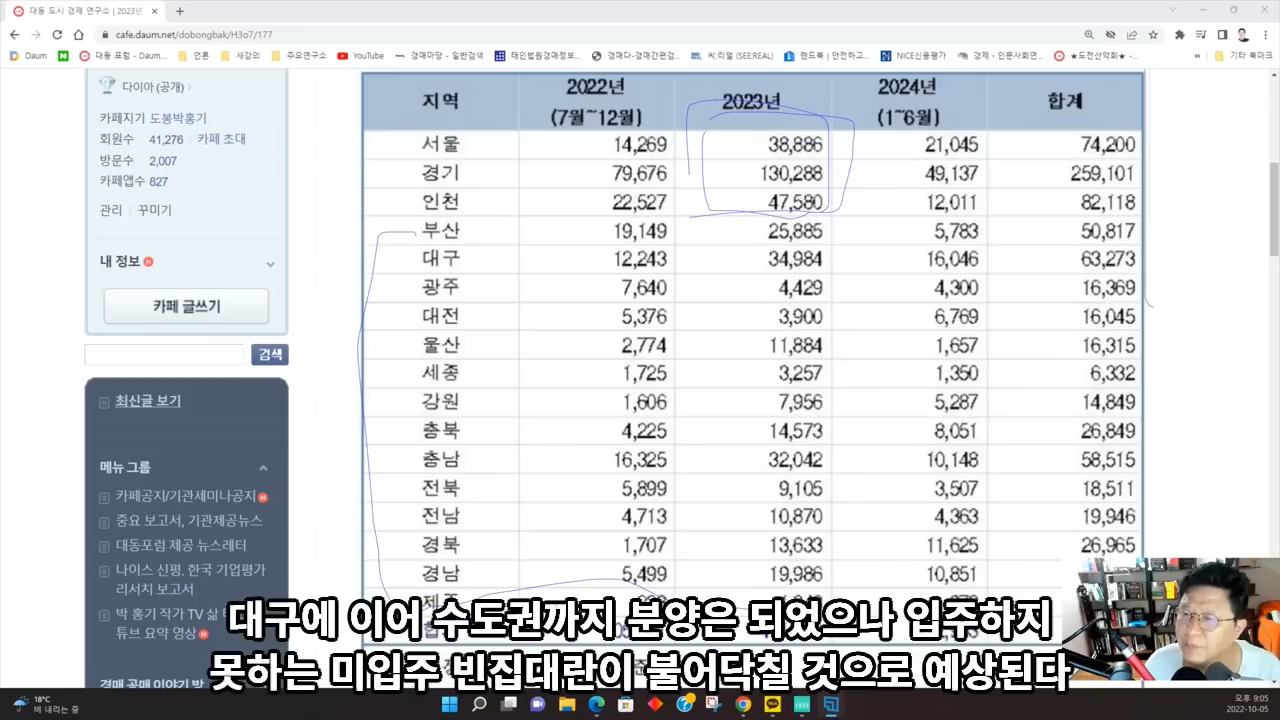 대동 도시 경제 연구소 | 2023년
cafe.daum.net/dobongbak/H3o7/177
Daum
대동 포럼 - Daum...
언론
새강의
주요연구소
YouTube
경매마당 - 일반검색
태인법원경매정보...
경매다-경매간편검...
씨:리얼 (SEEREAL)
랜드북 | 안전하고...
NICE신용평가
경제・인문사회연...
★도전산악회★ -...
»
기타 북마크
다이아 (공개)
카페지기 도봉박홍기
회원수 41,276 카페 초대
방문수 2,007
카페앱수 827
관리 | 꾸미기
내 정보 N
카페 글쓰기
검색
최신글 보기
메뉴 그룹
카페공지/기관세미나공지 N
중요 보고서, 기관제공뉴스
대동포럼 제공 뉴스레터
나이스 신평. 한국 기업평가
리서치 보고서
박 홍기 작가 TV 삶
튜브 요약 영상 N
경매 공매 이야기 방
지역 2022년 (7월~12월) 2023년 2024년 (1~6월) 합계
서울 14,269 38,886 21,045 74,200
경기 79,676 130,288 49,137 259,101
인천 22,527 47,580 12,011 82,118
부산 19,149 25,885 5,783 50,817
대구 12,243 34,984 16,046 63,273
광주 7,640 4,429 4,300 16,369
대전 5,376 3,900 6,769 16,045
울산 2,774 11,884 1,657 16,315
세종 1,725 3,257 1,350 6,332
강원 1,606 7,956 5,287 14,849
충북 4,225 14,573 8,051 26,849
충남 16,325 32,042 10,148 58,515
전북 5,899 9,105 3,507 18,511
전남 4,713 10,870 4,363 19,946
경북 1,707 13,633 11,625 26,965
경남 5,499 19,986 10,851
제주
대구에 이어 수도권까지 분양은 되었으나 입주하지
못하는 미입주 빈집대란이 불어닥칠 것으로 예상된다
18°C
비 내리는 중
오후 9:05
2022-10-05